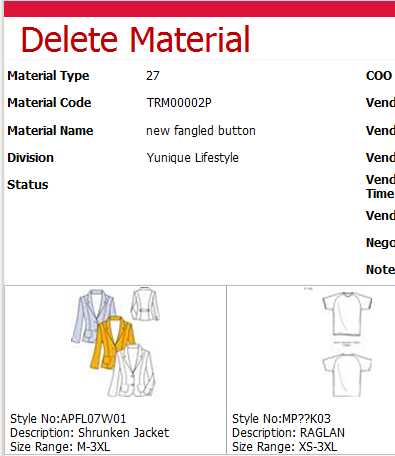 Delete Material
Material Type 27 COO
Material Code TRM00002P Vend
Material Name new fangled button Vend
Division Yunique Lifestyle Vend
Status Vend
Time
Vend
Nego
Note
Style No:APFL07W01
Description: Shrunken Jacket
Size Range: M-3XL
Style No:MP??K03
Description: RAGLAN
Size Range: XS-3XL